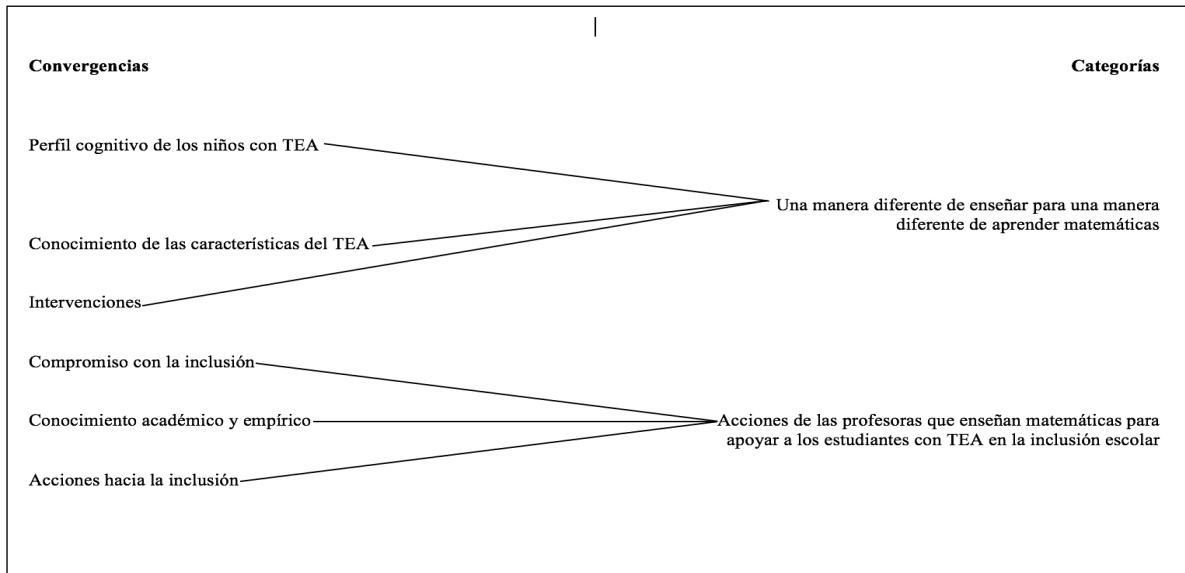 Convergencias
Categorías
Perfil cognitivo de los niños con TEA
Una manera diferente de enseñar para una manera
diferente de aprender matemáticas
Conocimiento de las características del TEA
Intervenciones
Compromiso con la inclusión
Conocimiento académico y empírico
Acciones de las profesoras que enseñan matemáticas para
apoyar a los estudiantes con TEA en la inclusión escolar
Acciones hacia la inclusión